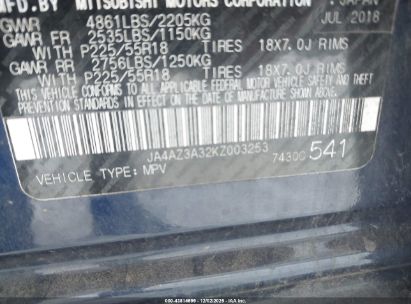 MFD.BY MITSUBISHI MOTORS CORPORATION · JAPAN
GVWR 4861LBS/2205KG JUL 2018
GAWR FR 2535LBS/1150KG
WITH P225/55R18 TIRES 18X7.0J RIMS
GAWR RR 2756LBS/1250KG
WITH P225/55R18 TIRES 18X7.0J RIMS
THIS VEHICLE CONFORMS TO ALL APPLICABLE FEDERAL
MOTOR VEHICLE SAFETY, BUMPER, AND THEFT PREVENTION
STANDARDS IN EFFECT ON THE DATE OF MANUFACTURE
SHOWN ABOVE.
JA4AZ3A32KZ003253
VEHICLE TYPE: MPV 74300 541